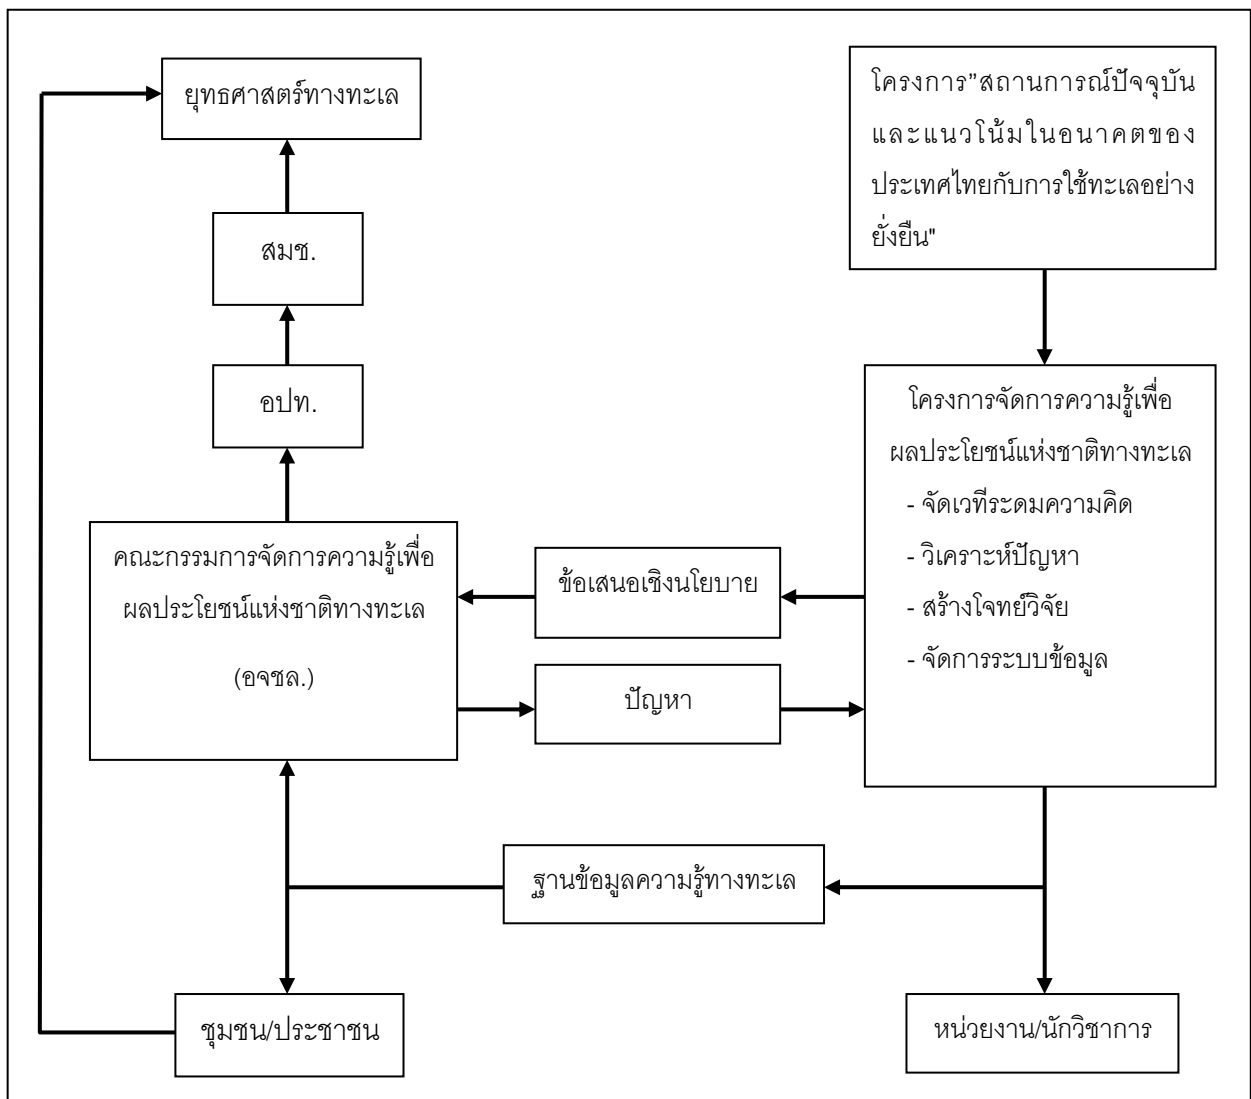 ยุทธศาสตร์ทางทะเล
โครงการ”สถานการณ์ปัจจุบัน
และแนวโน้มในอนาคตของ
ประเทศไทยกับการใช้ทะเลอย่าง
ยั่งยืน"
สมช.
อปท.
โครงการจัดการความรู้เพื่อ
ผลประโยชน์แห่งชาติทางทะเล
- จัดเวทีระดมความคิด
- วิเคราะห์ปัญหา
- สร้างโจทย์วิจัย
- จัดการระบบข้อมูล
คณะกรรมการจัดการความรู้เพื่อ
ผลประโยชน์แห่งชาติทางทะเล
(อจชล.)
ข้อเสนอเชิงนโยบาย
ปัญหา
ฐานข้อมูลความรู้ทางทะเล
ชุมชน/ประชาชน
หน่วยงาน/นักวิชาการ